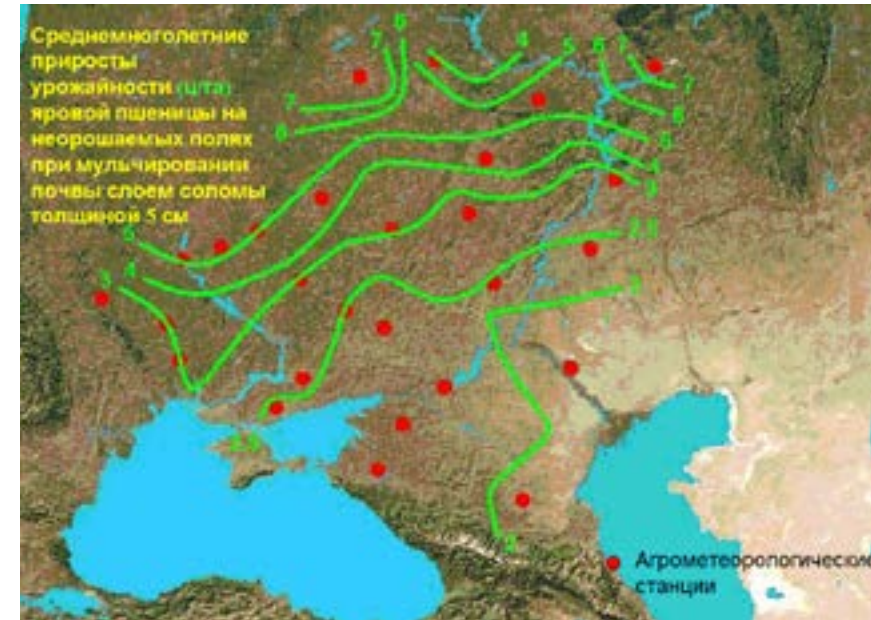 Среднемноголетние
приросты
урожайности (ц/га)
яровой пшеницы на
неорошаемых полях
при мульчировании
почвы слоем соломы
толщиной 5 см
6
7
4
5
6
7
7
7
6
6
5
4
3
5
4
3
2,5
2
2,5
2
Агрометеорологические
станции